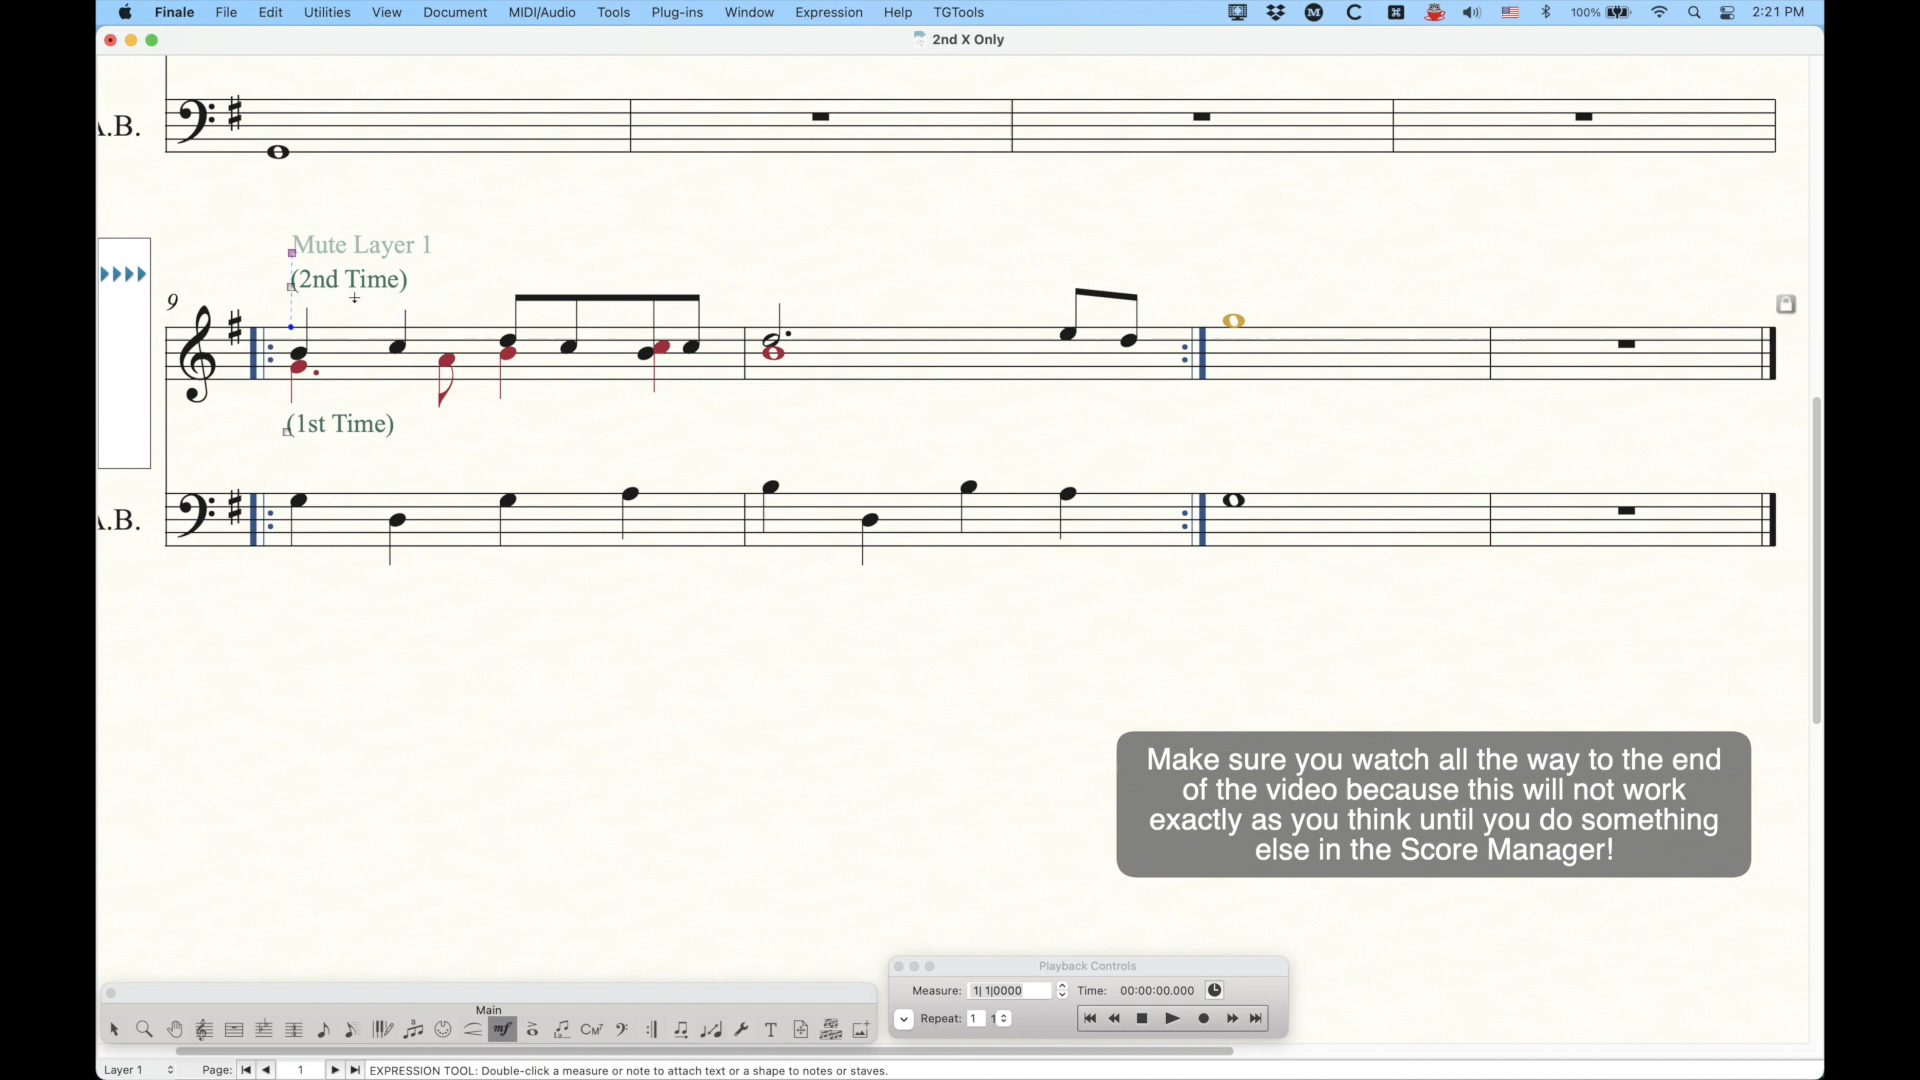 Finale File Edit Utilities View Document MIDI/Audio Tools Plug-ins Window Expression Help TGTools 100% 2:21 PM
2nd X Only
A.B.
Mute Layer 1
(2nd Time)
9
(1st Time)
A.B.
Make sure you watch all the way to the end
of the video because this will not work
exactly as you think until you do something
else in the Score Manager!
Playback Controls
Measure: 1| 1|0000 Time: 00:00:00.000
Main
Repeat: 1 1
Layer 1 Page: 1 EXPRESSION TOOL: Double-click a measure or note to attach text or a shape to notes or staves.